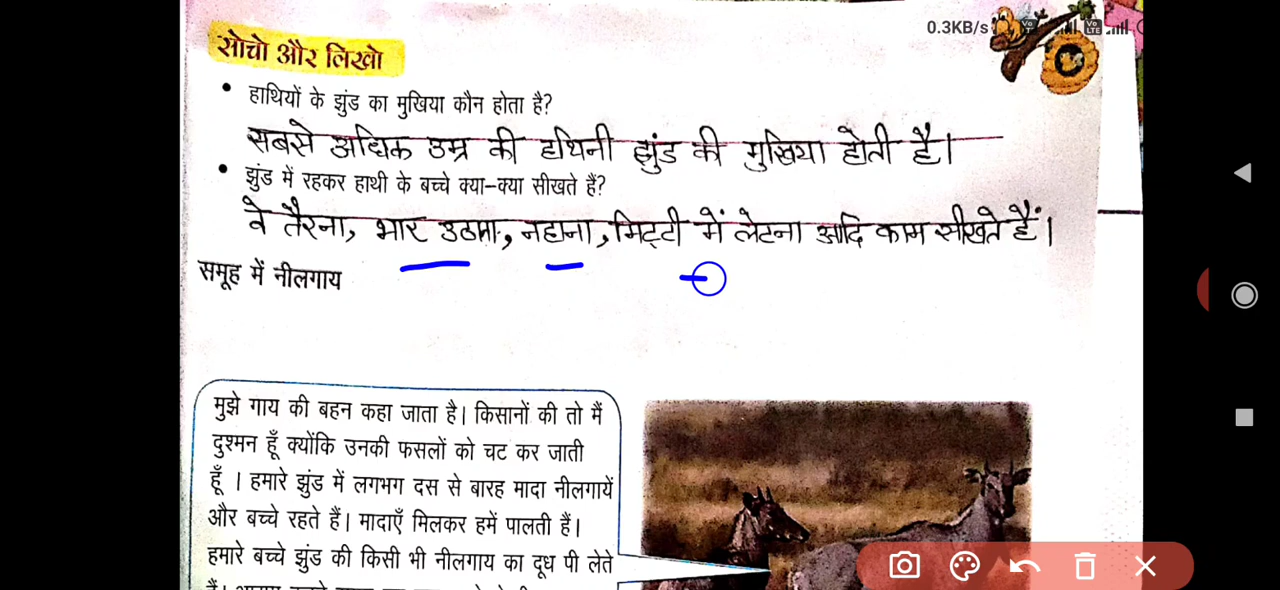 0.3KB/s
सोचो और लिखो
• हाथियों के झुंड का मुखिया कौन होता है?
सबसे अधिक उम्र की हथिनी झुंड की मुखिया होती है।
• झुंड में रहकर हाथी के बच्चे क्या-क्या सीखते हैं?
वे तैरना, भार उठाना, नहाना, मिट्टी में लेटना आदि काम सीखते हैं।
समूह में नीलगाय
मुझे गाय की बहन कहा जाता है। किसानों की तो मैं
दुश्मन हूँ क्योंकि उनकी फसलों को चट कर जाती
हूँ । हमारे झुंड में लगभग दस से बारह मादा नीलगायें
और बच्चे रहते हैं। मादाएँ मिलकर हमें पालती हैं।
हमारे बच्चे झुंड की किसी भी नीलगाय का दूध पी लेते